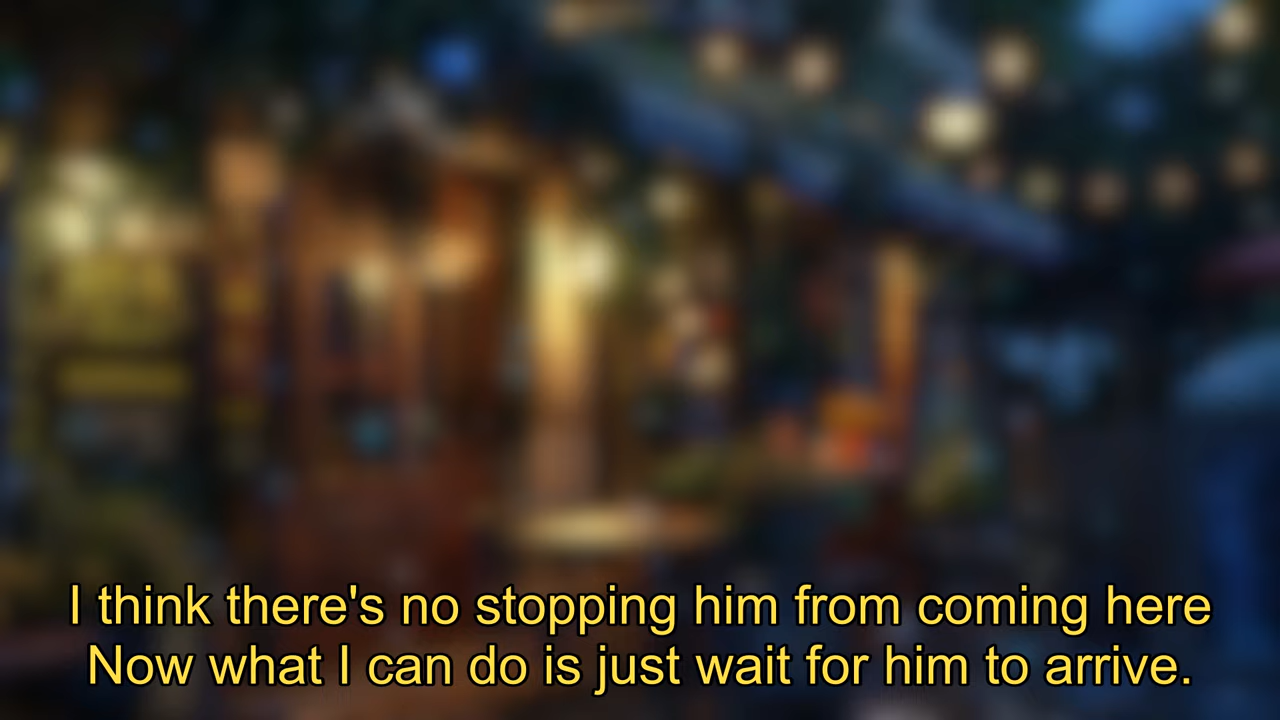 I think there's no stopping him from coming here
Now what I can do is just wait for him to arrive.